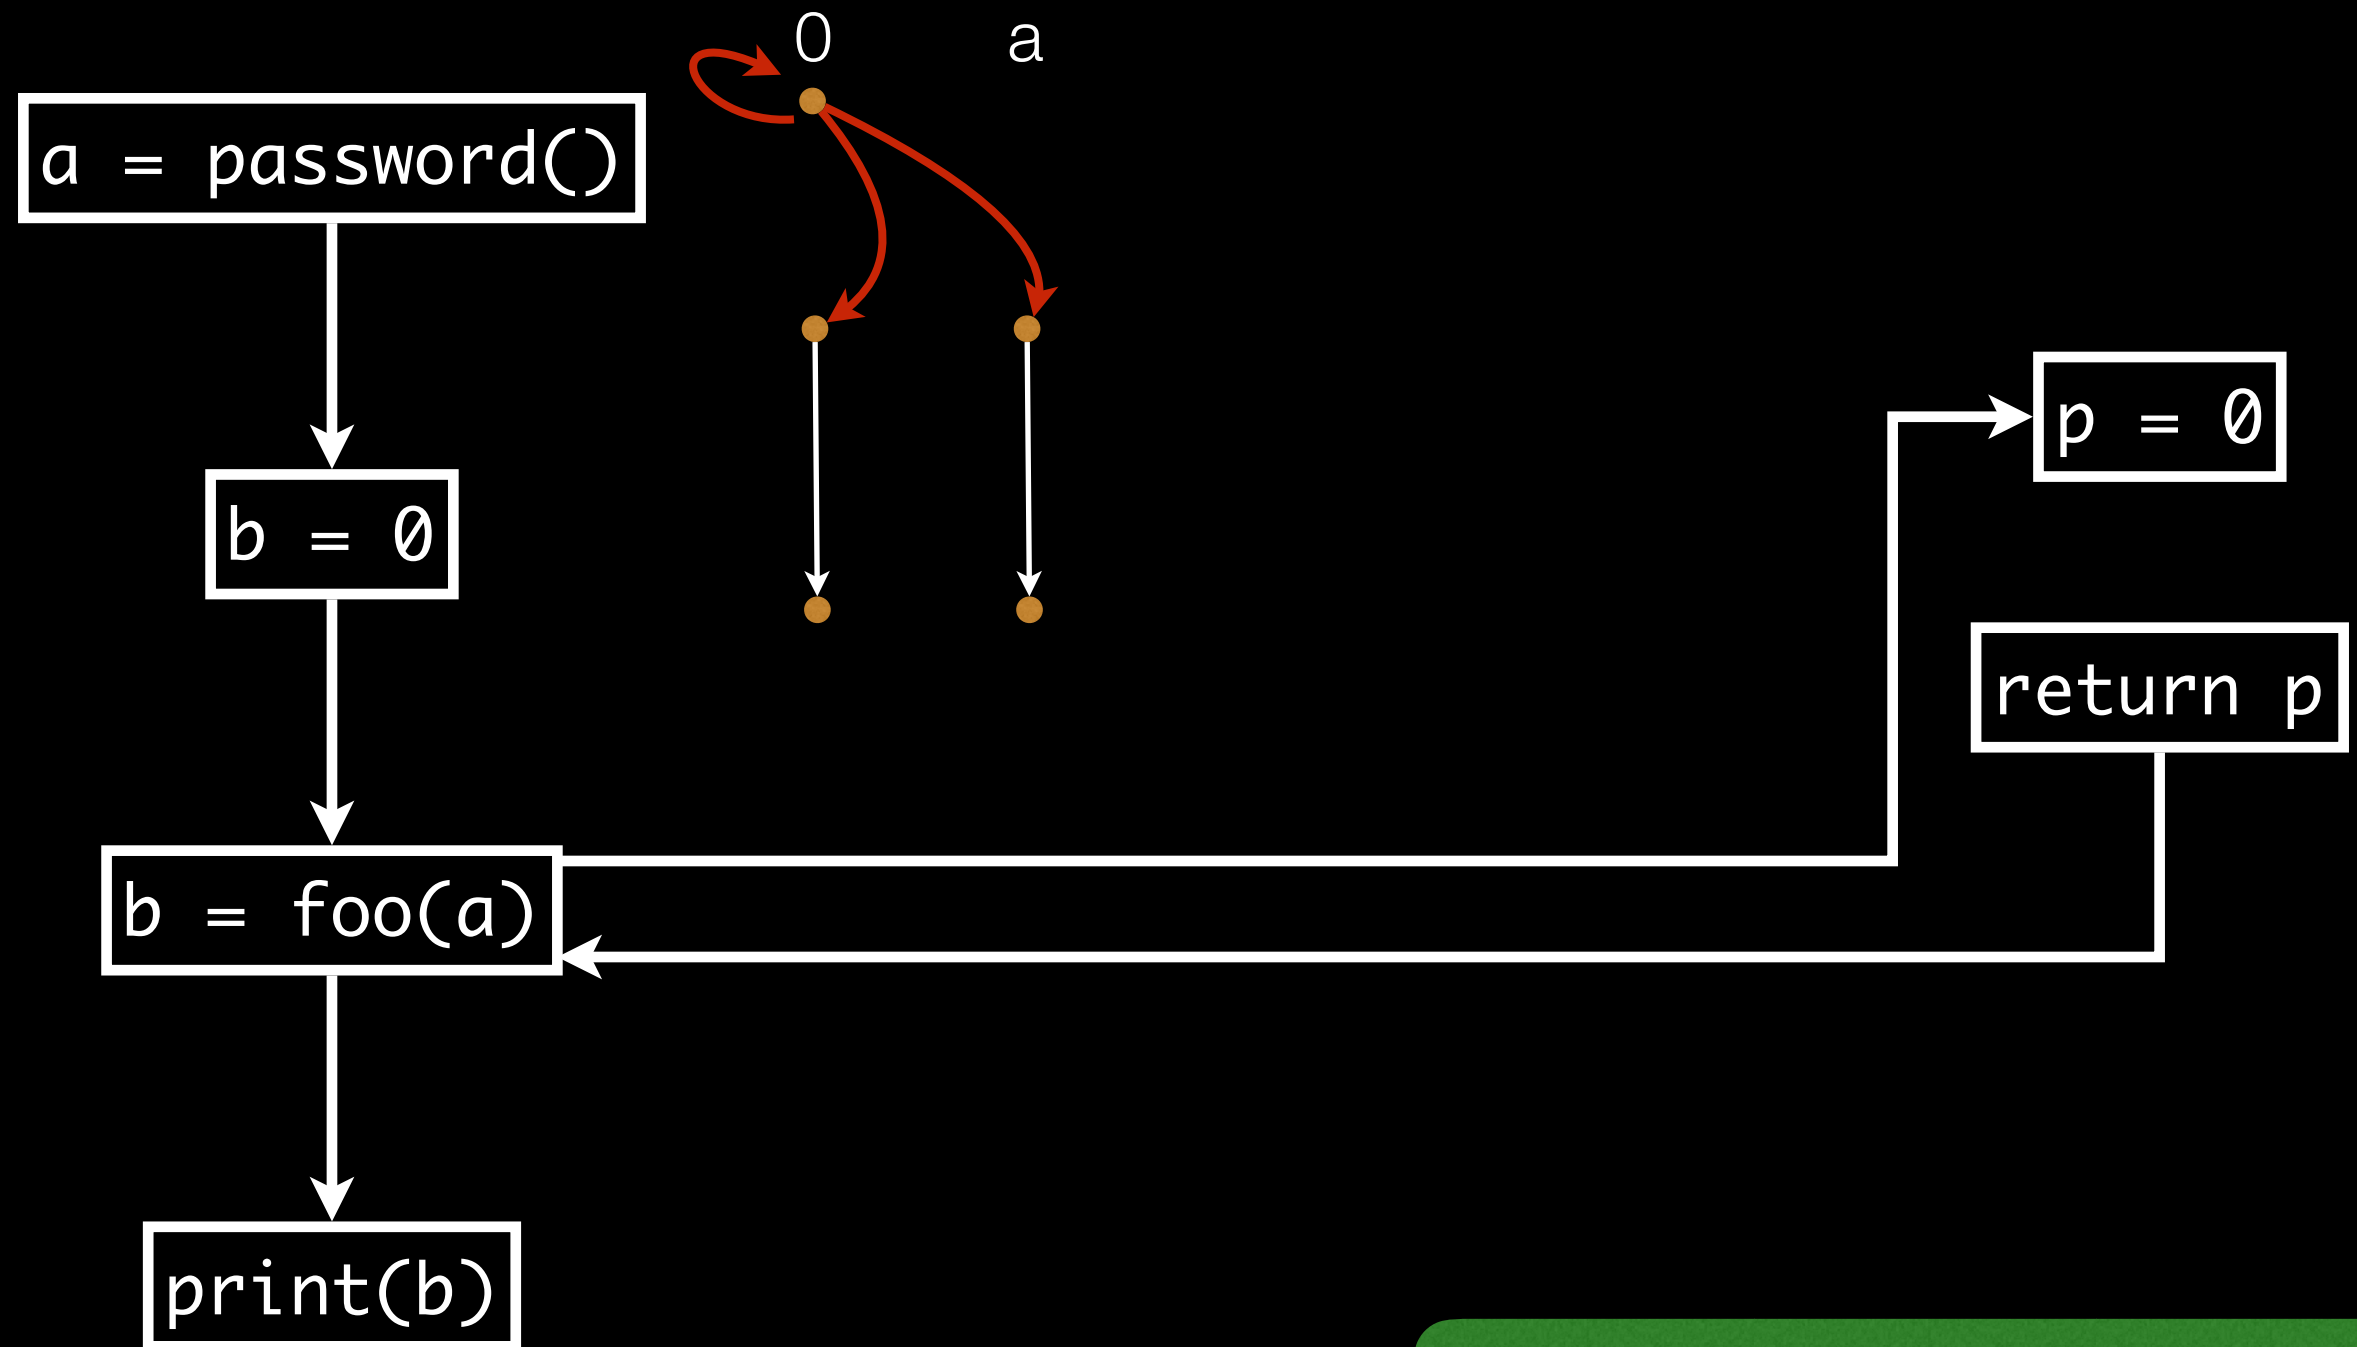 0 a
a = password()
b = 0
b = foo(a)
print(b)
p = 0
return p